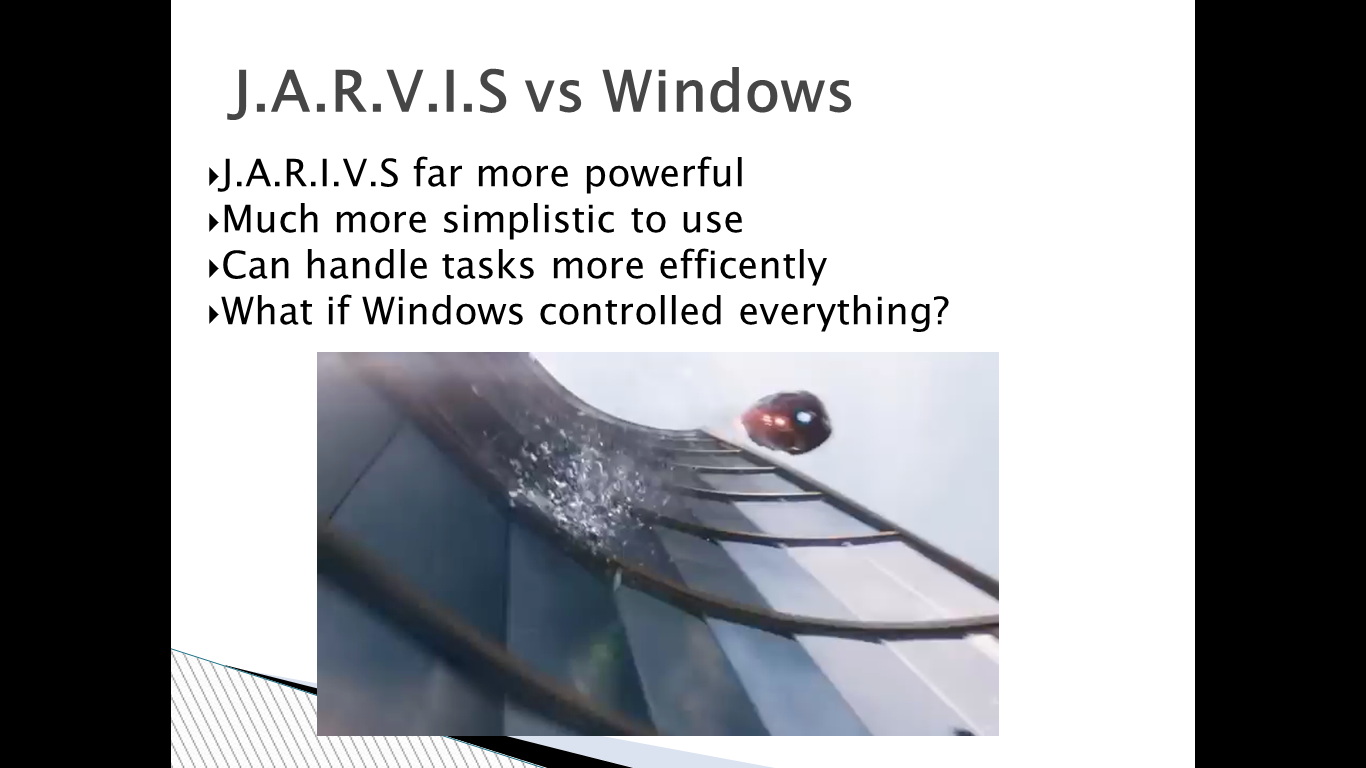 J.A.R.V.I.S vs Windows
J.A.R.I.V.S far more powerful
Much more simplistic to use
Can handle tasks more efficently
What if Windows controlled everything?